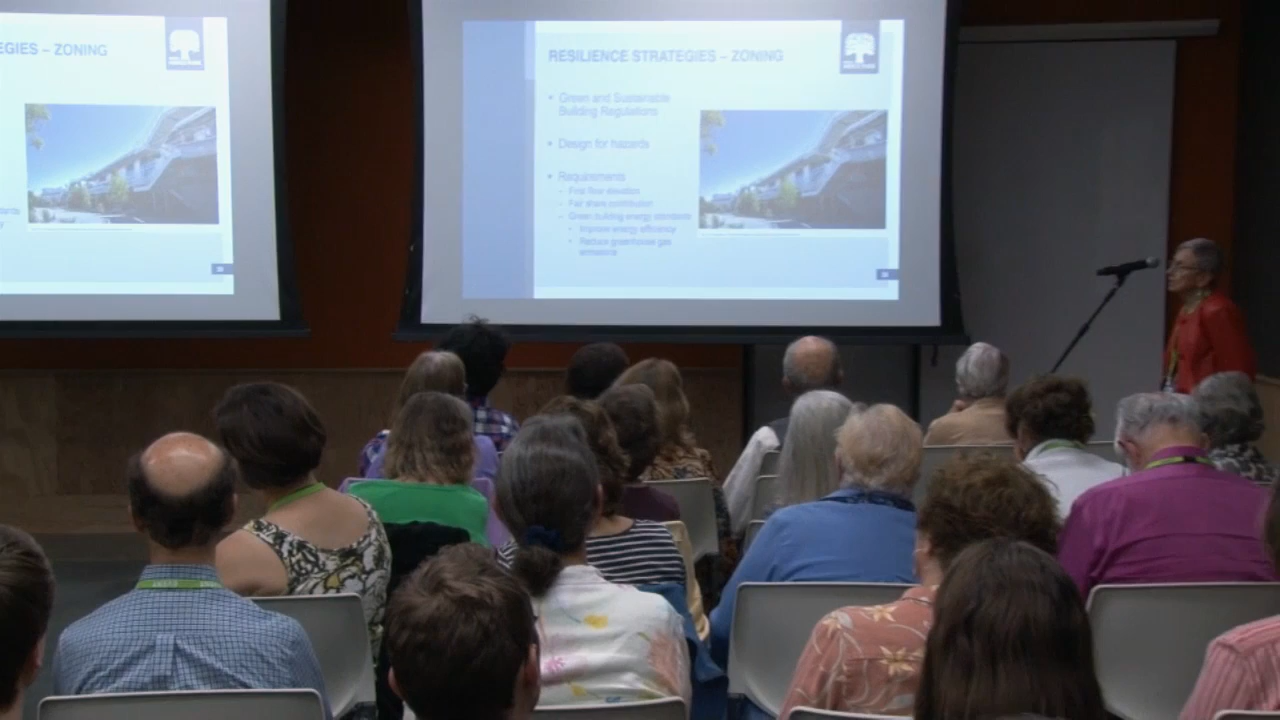 EGIES – ZONING
RESILIENCE STRATEGIES – ZONING
• Green and Sustainable
Building Regulations
• Design for hazards
• Requirements
– First floor elevation
– Fair share contribution
– Green building energy standards
• Improve energy efficiency
• Reduce greenhouse gas
emissions